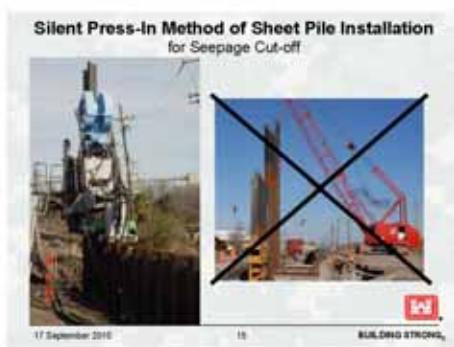 Silent Press-In Method of Sheet Pile Installation
for Seepage Cut-off
17 September 2010
15
BUILDING STRONG®